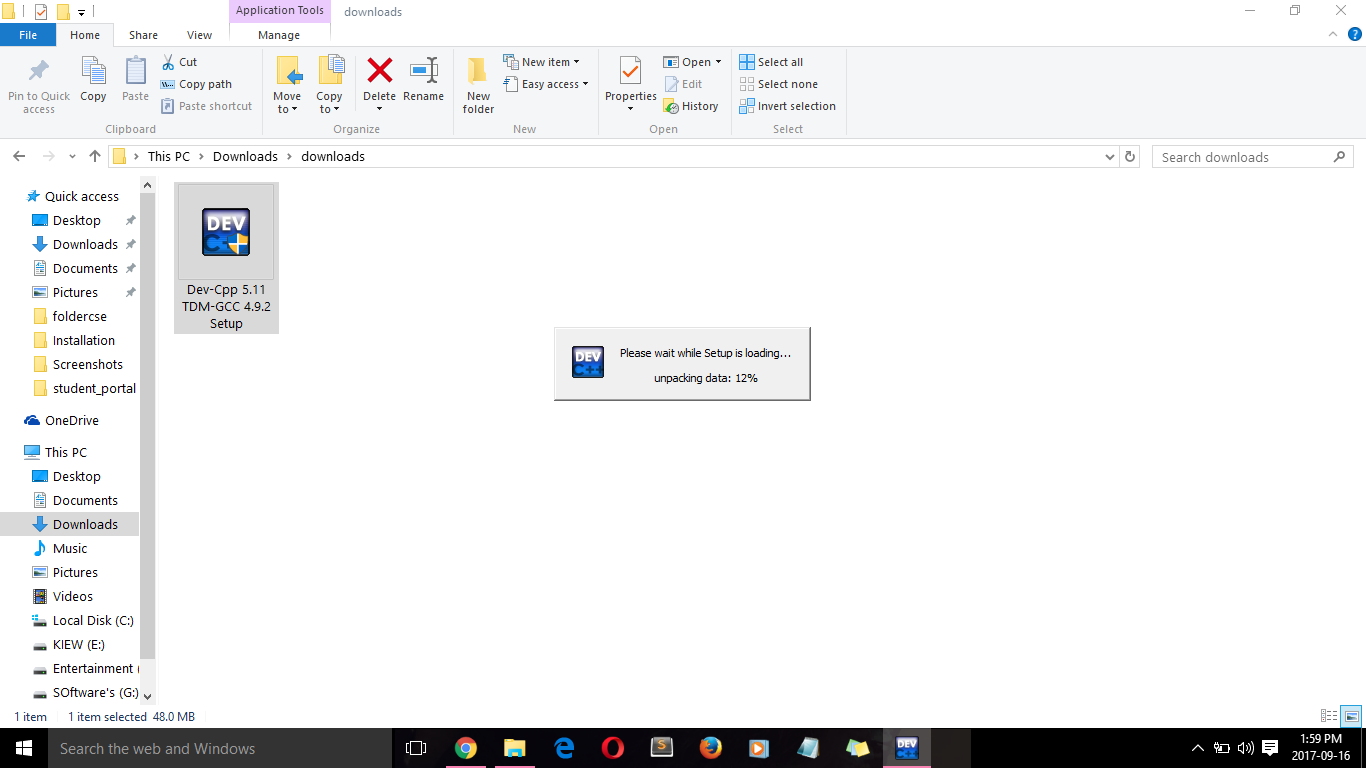 Application Tools
downloads
File
Home
Share
View
Manage
Pin to Quick
access
Copy
Paste
Cut
Copy path
Paste shortcut
Clipboard
Move
to
Copy
to
Delete
Rename
Organize
New
folder
New item
Easy access
New
Properties
Open
Edit
History
Open
Select all
Select none
Invert selection
Select
This PC
Downloads
downloads
Search downloads
Quick access
Desktop
Downloads
Documents
Pictures
foldercse
Installation
Screenshots
student_portal
OneDrive
This PC
Desktop
Documents
Downloads
Music
Pictures
Videos
Local Disk (C:)
KIEW (E:)
Entertainment (
SOftware's (G:)
DEV
C
Dev-Cpp 5.11
TDM-GCC 4.9.2
Setup
DEV
C++
Please wait while Setup is loading...
unpacking data: 12%
1 item
1 item selected 48.0 MB
Search the web and Windows
S
DEV
C++
1:59 PM
2017-09-16